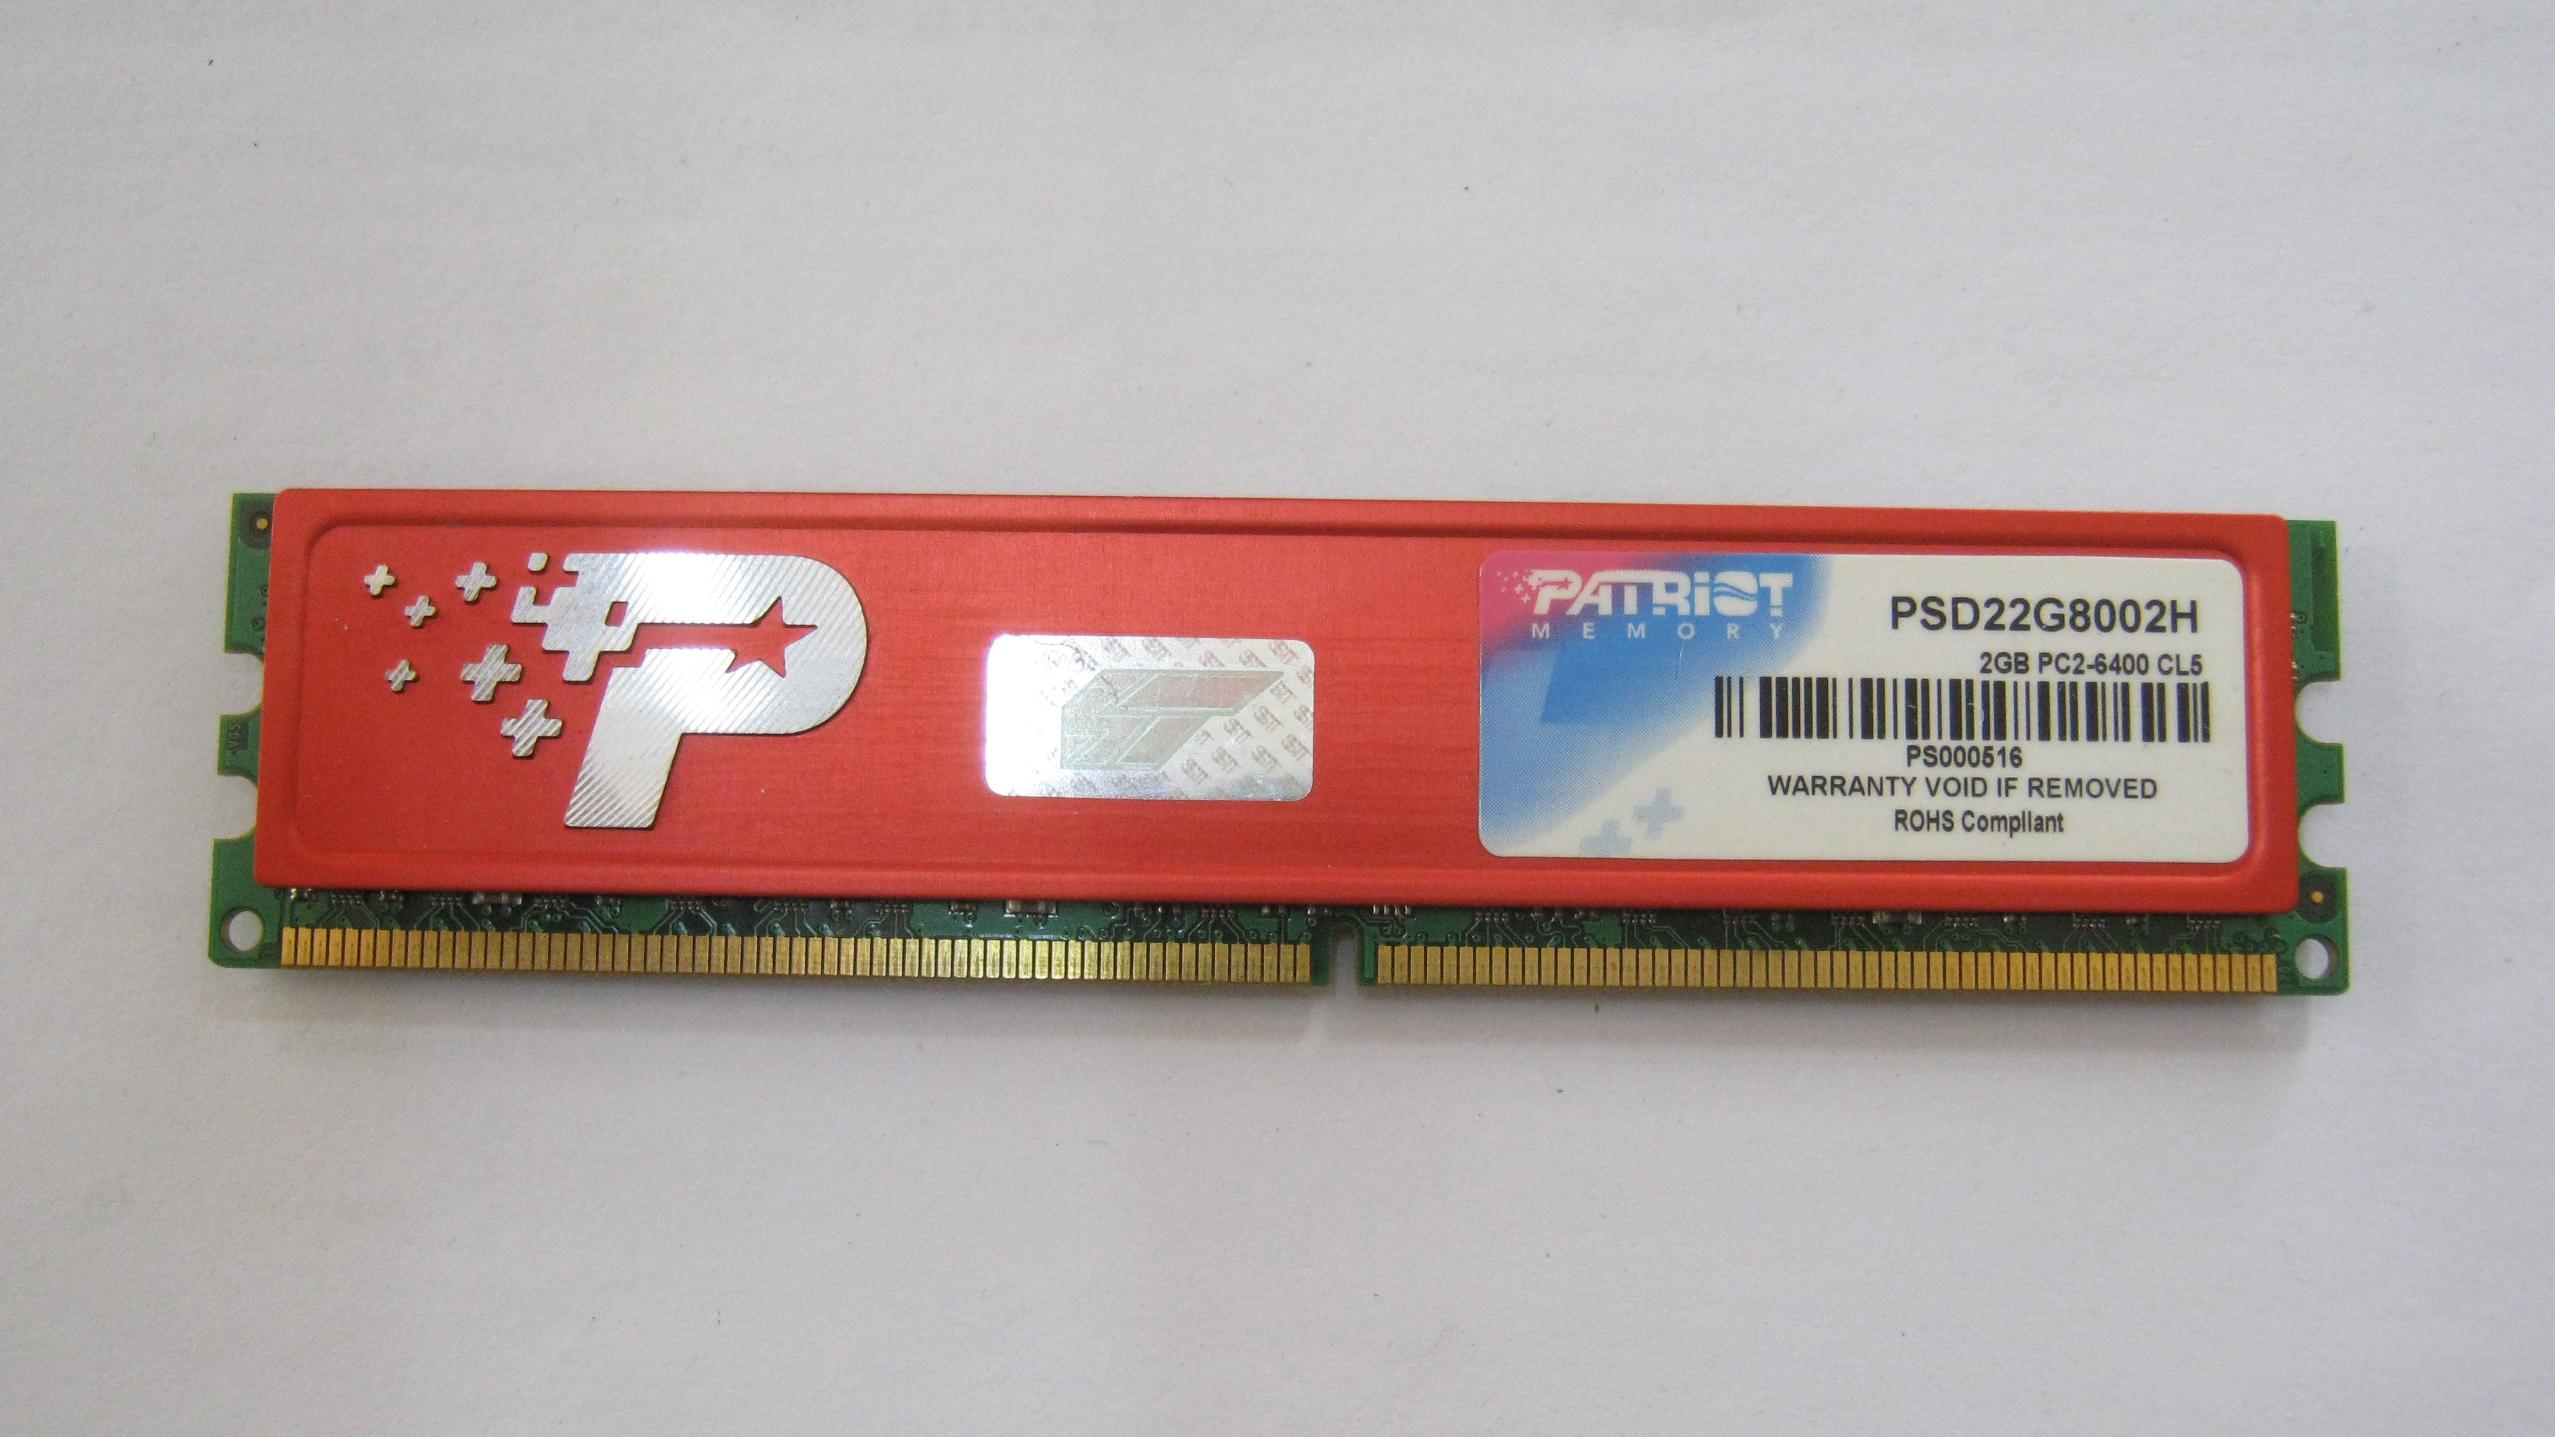 P
PATRIOT
MEMORY
PSD22G8002H
2GB PC2-6400 CL5
PS000516
WARRANTY VOID IF REMOVED
ROHS Compliant